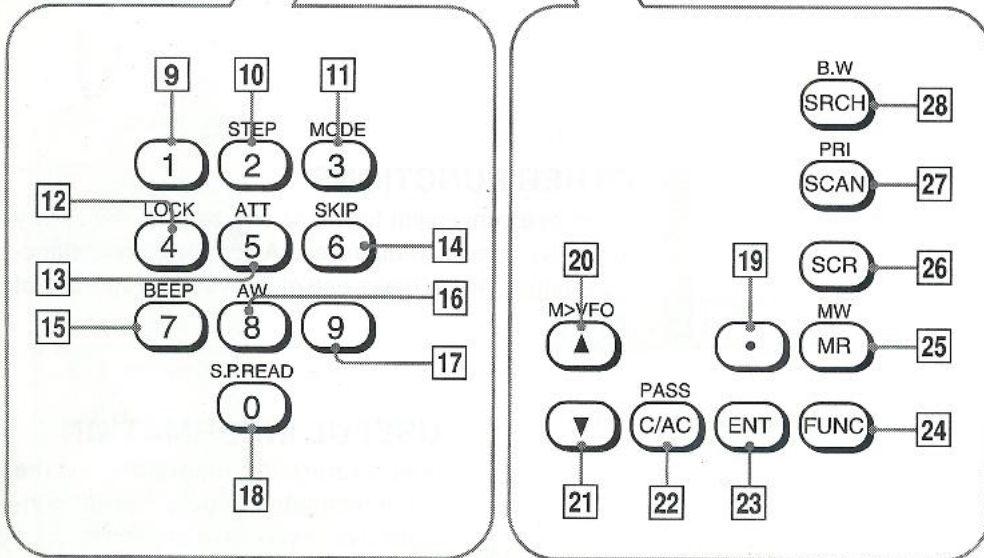 9 10 11
STEP MODE
1 2 3
12
LOCK ATT SKIP
4 5 6
14
13
BEEP AW
16
15
7 8 9
17
S.P.READ
0
18
B.W
SRCH
28
PRI
SCAN
27
20 19
SCR
26
M>VFO
MW
▲ • MR
25
PASS
▼ C/AC ENT FUNC
24
21 22 23